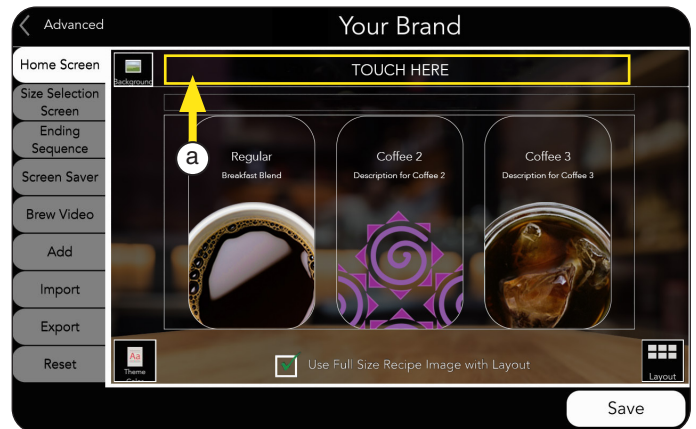 Advanced
Your Brand
Home Screen
Size Selection
Screen
Ending
Sequence
Screen Saver
Brew Video
Add
Import
Export
Reset
Background
TOUCH HERE
a
Regular
Breakfast Blend
Coffee 2
Description for Coffee 2
Coffee 3
Description for Coffee 3
Aa
Theme
Color
Use Full Size Recipe Image with Layout
Layout
Save